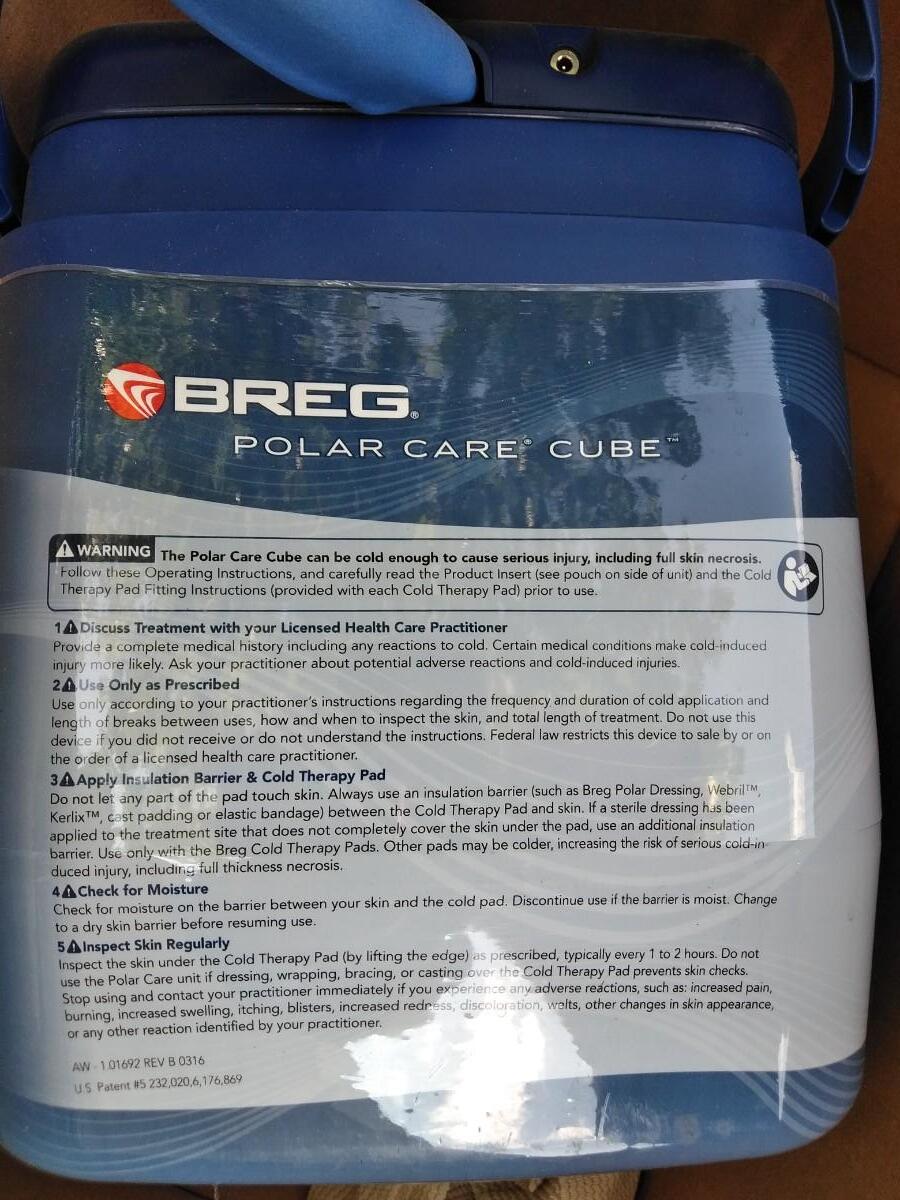 BREG®
POLAR CARE® CUBE™
WARNING The Polar Care Cube can be cold enough to cause serious injury, including full skin necrosis.
Follow these Operating Instructions, and carefully read the Product Insert (see pouch on side of unit) and the Cold
Therapy Pad Fitting Instructions (provided with each Cold Therapy Pad) prior to use.
1 Discuss Treatment with your Licensed Health Care Practitioner
Provide a complete medical history including any reactions to cold. Certain medical conditions make cold-induced
injury more likely. Ask your practitioner about potential adverse reactions and cold-induced injuries.
2 Use Only as Prescribed
Use only according to your practitioner's instructions regarding the frequency and duration of cold application and
length of breaks between uses, how and when to inspect the skin, and total length of treatment. Do not use this
device if you did not receive or do not understand the instructions. Federal law restricts this device to sale by or on
the order of a licensed health care practitioner.
3 Apply Insulation Barrier & Cold Therapy Pad
Do not let any part of the pad touch skin. Always use an insulation barrier (such as Breg Polar Dressing, Webril™,
Kerlix™, cast padding or elastic bandage) between the Cold Therapy Pad and skin. If a sterile dressing has been
applied to the treatment site that does not completely cover the skin under the pad, use an additional insulation
barrier. Use only with the Breg Cold Therapy Pads. Other pads may be colder, increasing the risk of serious cold-in-
duced injury, including full thickness necrosis.
4 Check for Moisture
Check for moisture on the barrier between your skin and the cold pad. Discontinue use if the barrier is moist. Change
to a dry skin barrier before resuming use.
5 Inspect Skin Regularly
Inspect the skin under the Cold Therapy Pad (by lifting the edge) as prescribed, typically every 1 to 2 hours. Do not
use the Polar Care unit if dressing, wrapping, bracing, or casting over the Cold Therapy Pad prevents skin checks.
Stop using and contact your practitioner immediately if you experience any adverse reactions, such as: increased pain,
burning, increased swelling, itching, blisters, increased redness, discoloration, welts, other changes in skin appearance,
or any other reaction identified by your practitioner.
AW - 1.01692 REV B 0316
U.S. Patent #5 232,020,6,176,869